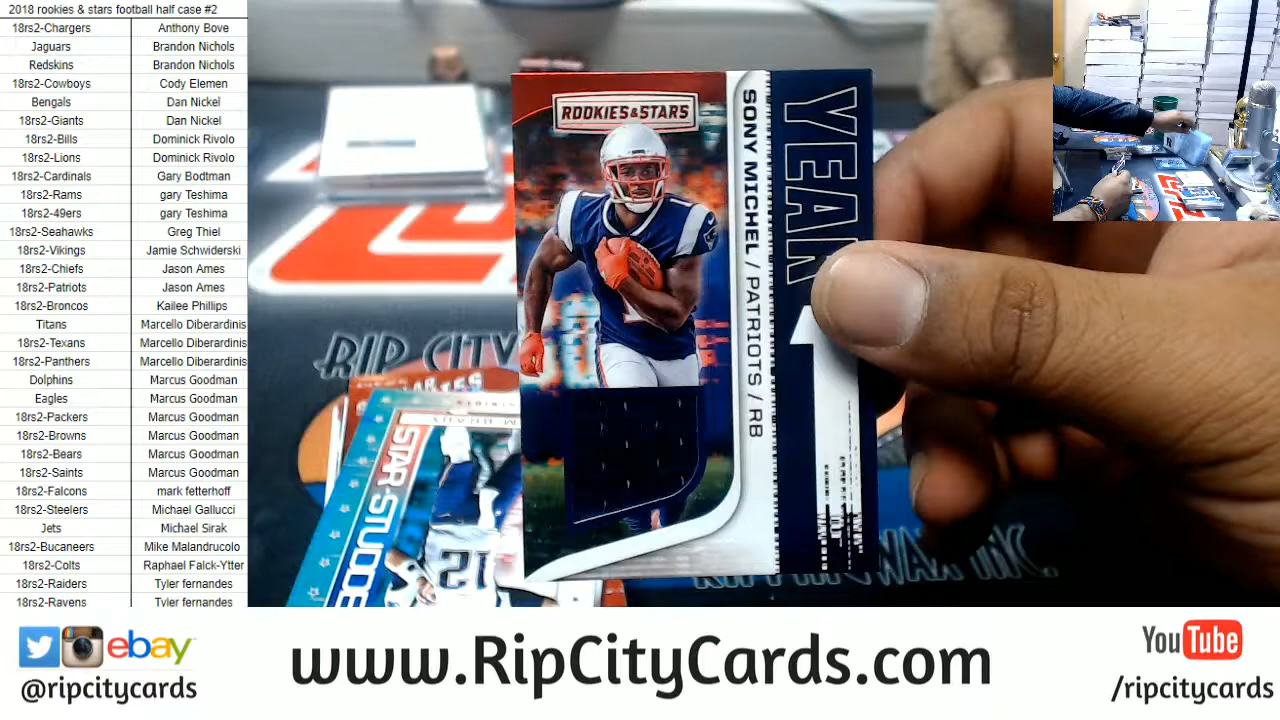 2018 rookies & stars football half case #2
18rs2-Chargers Anthony Bove
Jaguars Brandon Nichols
Redskins Brandon Nichols
18rs2-Cowboys Cody Elemen
Bengals Dan Nickel
18rs2-Giants Dan Nickel
18rs2-Bills Dominick Rivolo
18rs2-Lions Dominick Rivolo
18rs2-Cardinals Gary Bodtman
18rs2-Rams gary Teshima
18rs2-49ers gary Teshima
18rs2-Seahawks Greg Thiel
18rs2-Vikings Jamie Schwiderski
18rs2-Chiefs Jason Ames
18rs2-Patriots Jason Ames
18rs2-Broncos Kailee Phillips
Titans Marcello Diberardinis
18rs2-Texans Marcello Diberardinis
18rs2-Panthers Marcello Diberardinis
Dolphins Marcus Goodman
Eagles Marcus Goodman
18rs2-Packers Marcus Goodman
18rs2-Browns Marcus Goodman
18rs2-Bears Marcus Goodman
18rs2-Saints Marcus Goodman
18rs2-Falcons mark fetterhoff
18rs2-Steelers Michael Gallucci
Jets Michael Sirak
18rs2-Bucaneers Mike Malandrucolo
18rs2-Colts Raphael Falck-Ytter
18rs2-Raiders Tyler fernandes
18rs2-Ravens Tyler fernandes
ROOKIES & STARS
SONY MICHEL / PATRIOTS / RB
YEAR
1
RIP CITY
STAR-STUDDE
12
WAX INC.
ebay
@ripcitycards
www.RipCityCards.com
YouTube
/ripcitycards